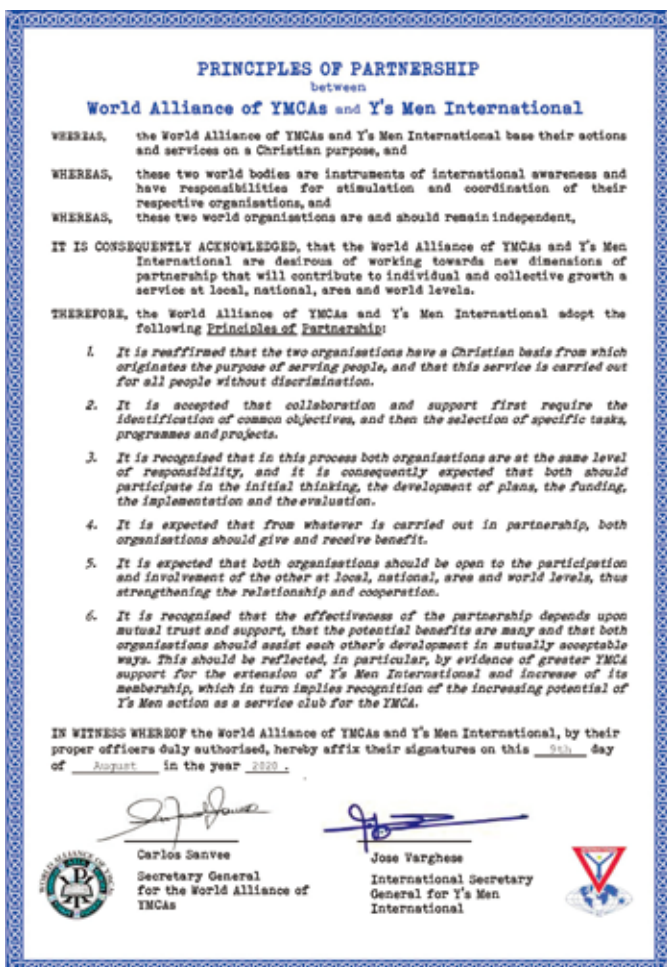 PRINCIPLES OF PARTNERSHIP
between
World Alliance of YMCAs and Y's Men International
WHEREAS, the World Alliance of YMCAs and Y's Men International base their actions
and services on a Christian purpose, and
WHEREAS, these two world bodies are instruments of international awareness and
have responsibilities for stimulation and coordination of their
respective organisations, and
WHEREAS, these two world organisations are and should remain independent,
IT IS CONSEQUENTLY ACKNOWLEDGED, that the World Alliance of YMCAs and Y's Men
International are desirous of working towards new dimensions of
partnership that will contribute to individual and collective growth a
service at local, national, area and world levels.
THEREFORE, the World Alliance of YMCAs and Y's Men International adopt the
following Principles of Partnership:
1. It is reaffirmed that the two organisations have a Christian basis from which
originates the purpose of serving people, and that this service is carried out
for all people without discrimination.
2. It is accepted that collaboration and support first require the
identification of common objectives, and then the selection of specific tasks,
programmes and projects.
3. It is recognised that in this process both organisations are at the same level
of responsibility, and it is consequently expected that both should
participate in the initial thinking, the development of plans, the funding,
the implementation and the evaluation.
4. It is expected that from whatever is carried out in partnership, both
organisations should give and receive benefit.
5. It is expected that both organisations should be open to the participation
and involvement of the other at local, national, area and world levels, thus
strengthening the relationship and cooperation.
6. It is recognised that the effectiveness of the partnership depends upon
mutual trust and support, that the potential benefits are many and that both
organisations should assist each other's development in mutually acceptable
ways. This should be reflected, in particular, by evidence of greater YMCA
support for the extension of Y's Men International and increase of its
membership, which in turn implies recognition of the increasing potential of
Y's Men action as a service club for the YMCA.
IN WITNESS WHEREOF the World Alliance of YMCAs and Y's Men International, by their
proper officers duly authorised, hereby affix their signatures on this 9th day
of August in the year 2020.
Carlos Sanvee
Secretary General
for the World Alliance of
YMCAs
Jose Varghese
International Secretary
General for Y's Men
International
WORLD ALLIANCE OF YMCAs